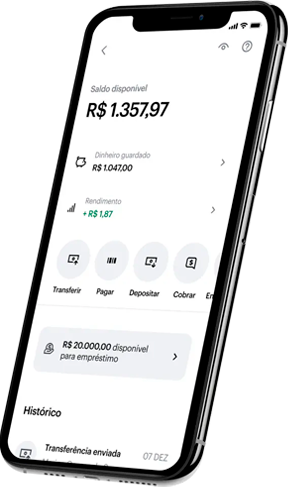 Saldo disponível
R$ 1.357,97
Dinheiro guardado
R$ 1.047,00
Rendimento
+R$ 1,87
Transferir
Pagar
Depositar
Cobrar
R$ 20.000,00 disponível
para empréstimo
Histórico
Transferência enviada
07 DEZ